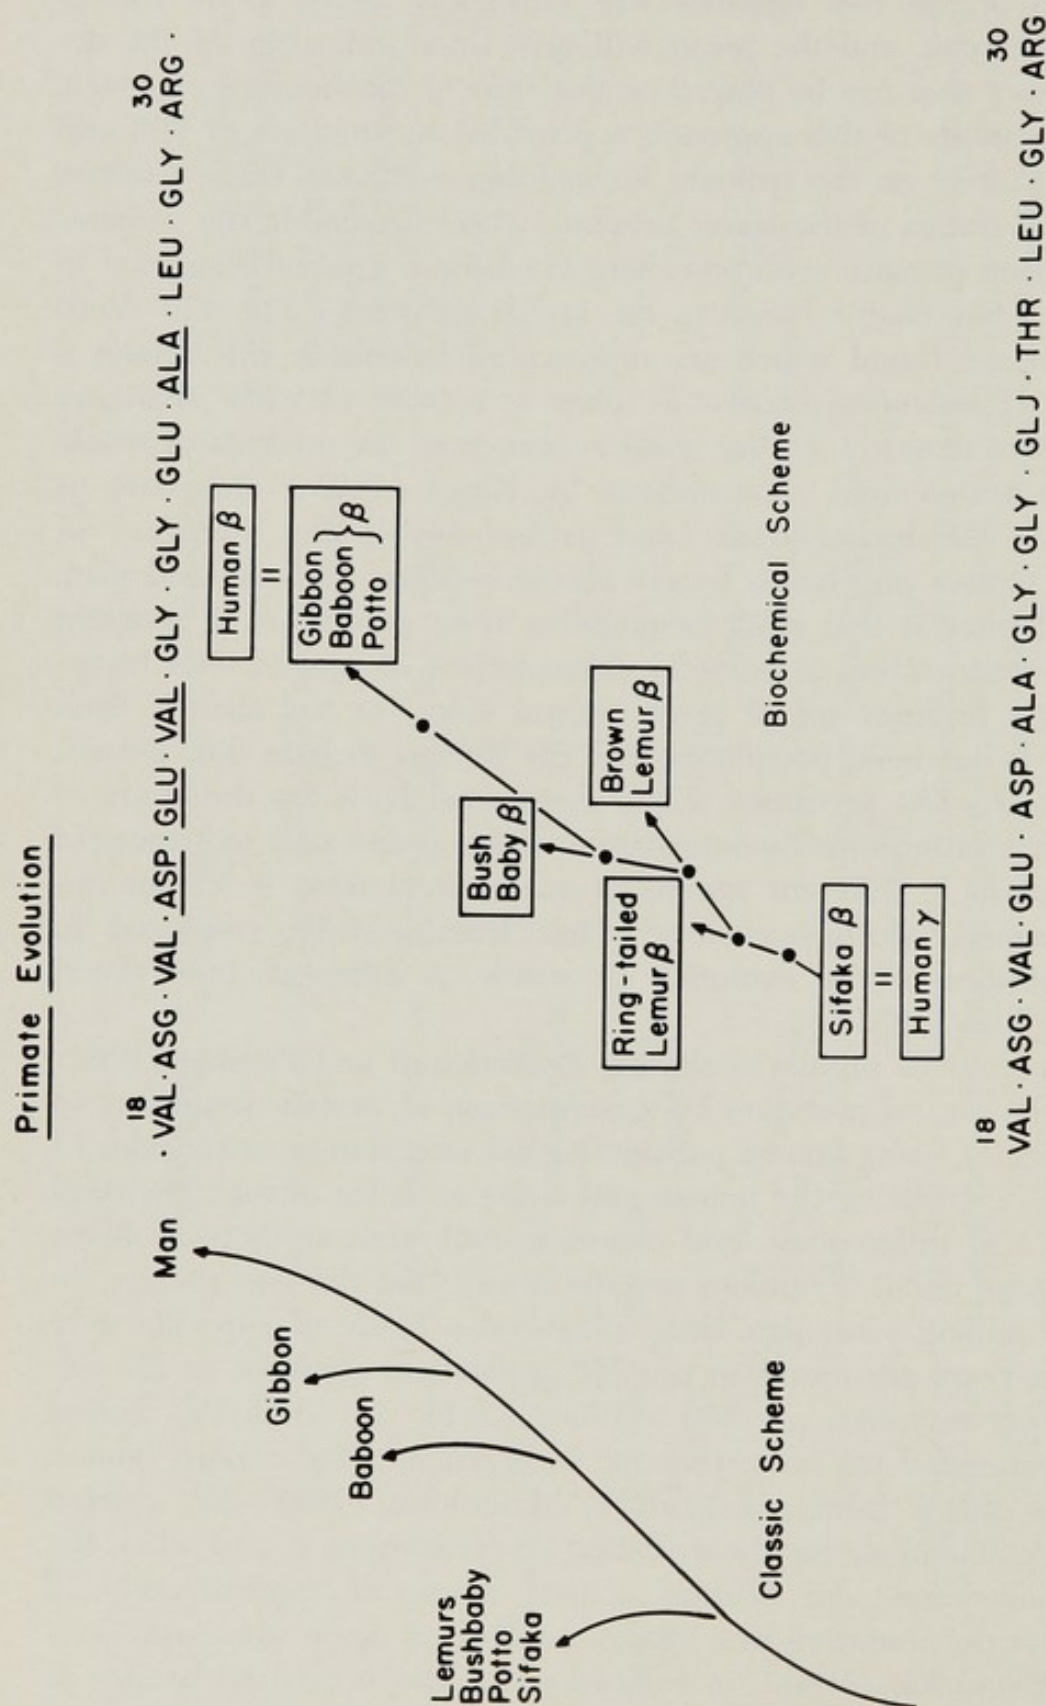 Primate Evolution
Man
Gibbon
Baboon
Lemurs
Bushbaby
Potto
Sifaka
Classic Scheme
18 30
· VAL · ASG · VAL · ASP · GLU · VAL · GLY · GLY · GLU · ALA · LEU · GLY · ARG ·
Human β
=
Gibbon
Baboon } β
Potto
Bush
Baby β
Brown
Lemur β
Ring-tailed
Lemur β
Sifaka β
=
Human γ
Biochemical Scheme
18 30
VAL · ASG · VAL · GLU · ASP · ALA · GLY · GLY · GLJ · THR · LEU · GLY · ARG